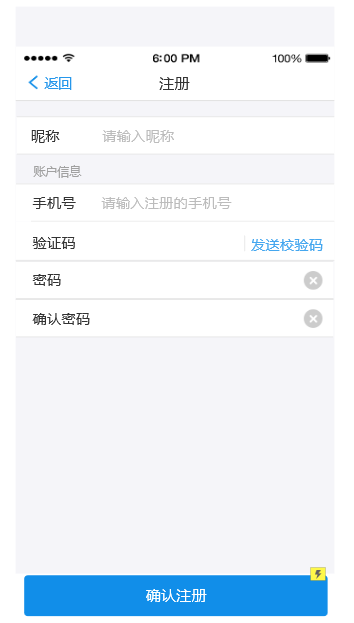 6:00 PM 100%
返回 注册
昵称 请输入昵称
账户信息
手机号 请输入注册的手机号
验证码 发送校验码
密码
确认密码
确认注册